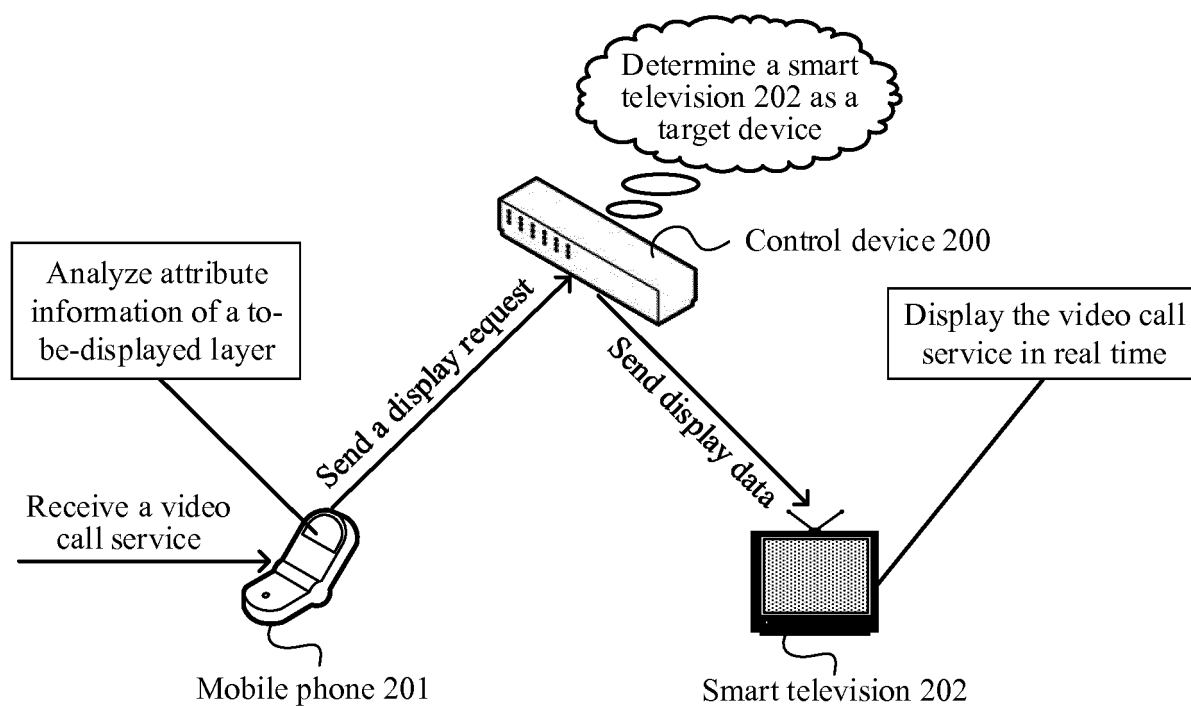 Determine a smart
television 202 as a
target device
Control device 200
Analyze attribute
information of a to-
be-displayed layer
Send a display request
Send display data
Display the video call
service in real time
Receive a video
call service
Mobile phone 201
Smart television 202